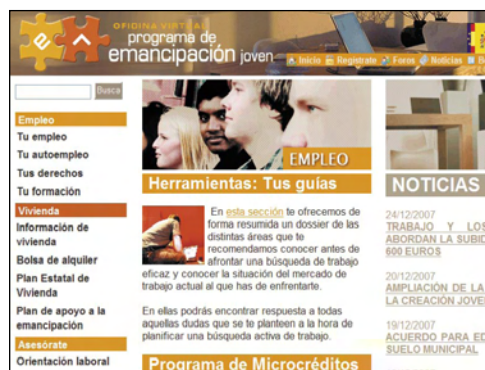 OFICINA VIRTUAL
programa de
emancipación joven
Inicio Regístrate Foros Noticias
Busca
Empleo
Tu empleo
Tu autoempleo
Tus derechos
Tu formación
Vivienda
Información de
vivienda
Bolsa de alquiler
Plan Estatal de
Vivienda
Plan de apoyo a la
emancipación
Asesórate
Orientación laboral
EMPLEO
Herramientas: Tus guías
En esta sección te ofrecemos de
forma resumida un dossier de las
distintas áreas que te
recomendamos conocer antes de
afrontar una búsqueda de trabajo
eficaz y conocer la situación del mercado de
trabajo actual al que has de enfrentarte.
En ellas podrás encontrar respuesta a todas
aquellas dudas que se te planteen a la hora de
planificar una búsqueda activa de trabajo.
Programa de Microcréditos
NOTICIAS
24/12/2007
TRABAJO Y LOS
ABORDAN LA SUBID
600 EUROS
20/12/2007
AMPLIACIÓN DE LA
LA CREACIÓN JOVE
19/12/2007
ACUERDO PARA ED
SUELO MUNICIPAL